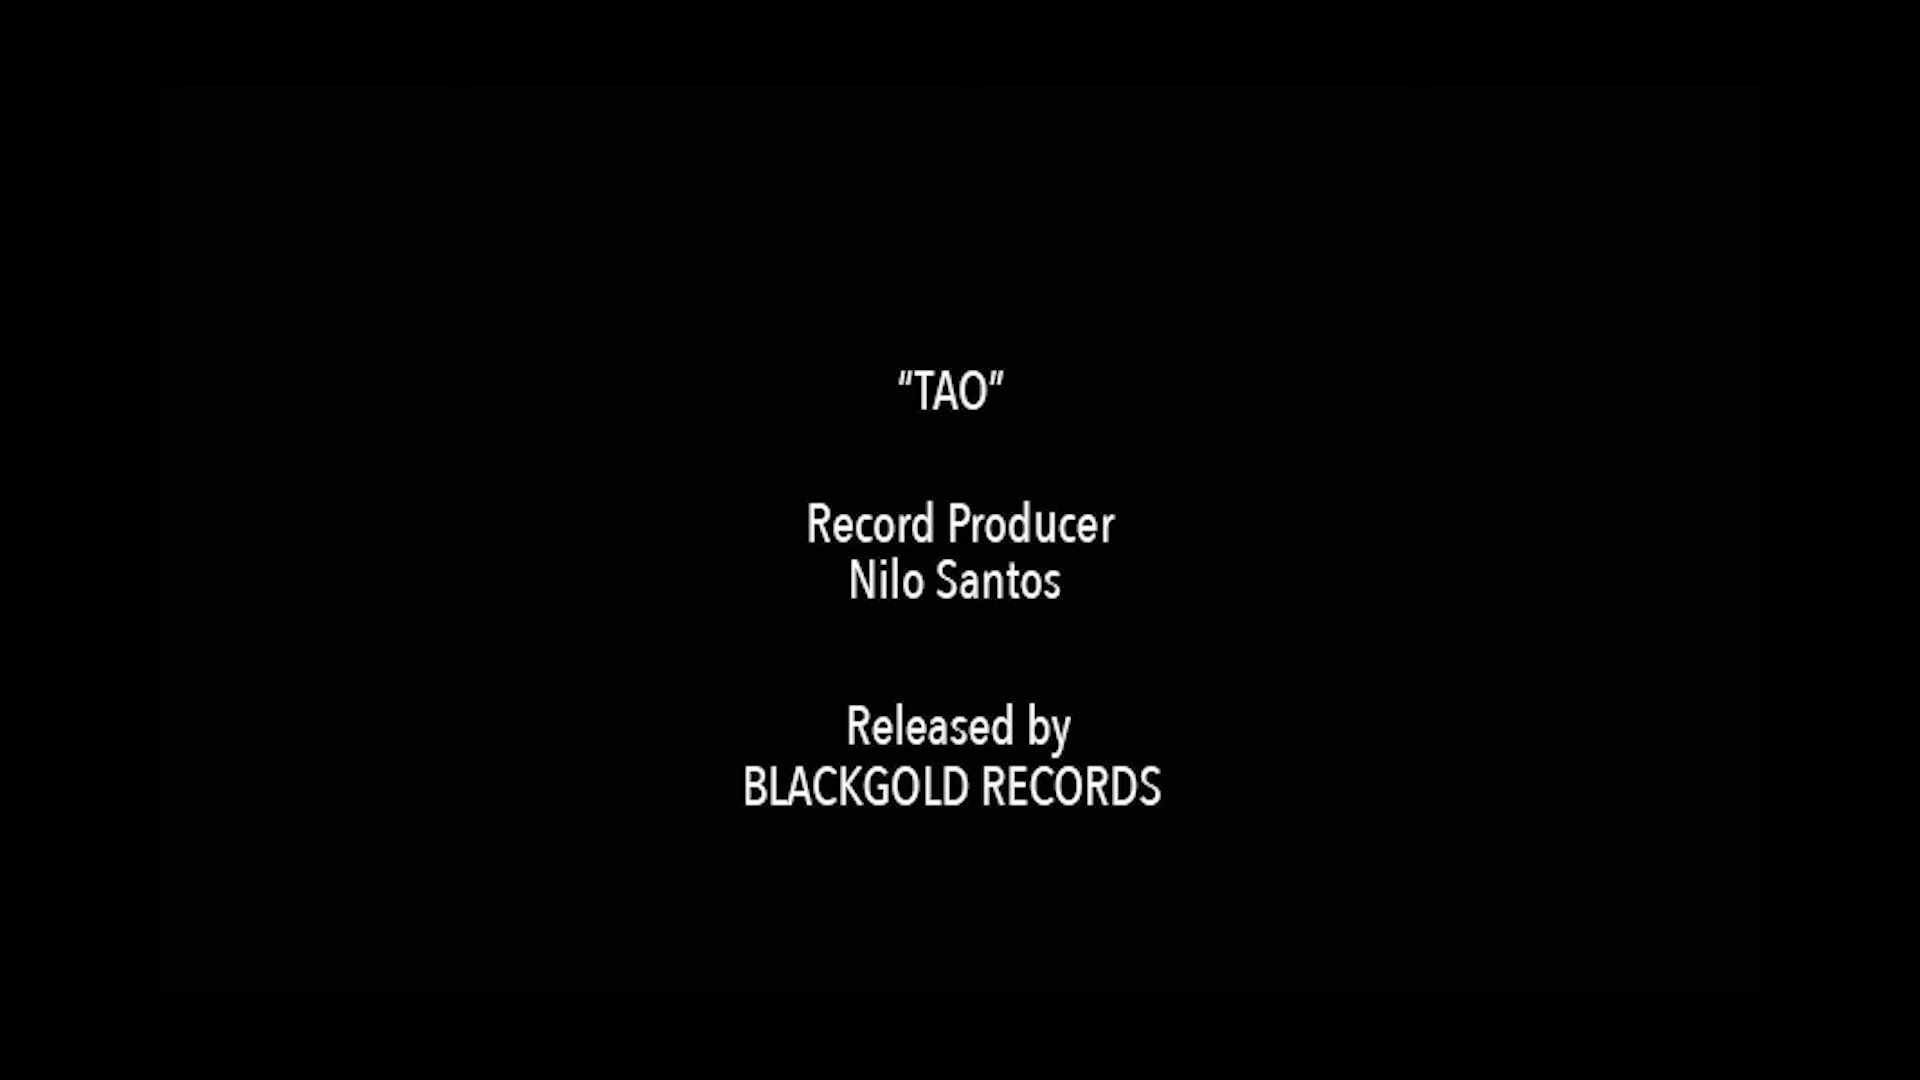 “TAO”
Record Producer
Nilo Santos
Released by
BLACKGOLD RECORDS